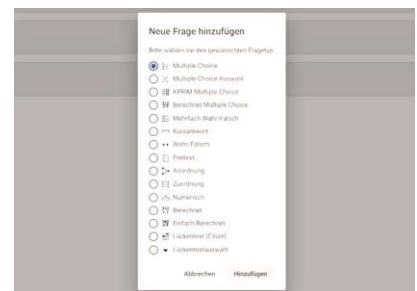 Neue Frage hinzufügen
Bitte wählen sie den gewünschten Fragetyp
Multiple Choice
Multiple Choice Auswahl
KPRIM Multiple Choice
Berechnet Multiple Choice
Mehrfach Wahr/Falsch
Kurzantwort
Wahr/Falsch
Freitext
Anordnung
Zuordnung
Numerisch
Berechnet
Einfach Berechnet
Lückentext (Cloze)
Lückentextauswahl
Abbrechen Hinzufügen